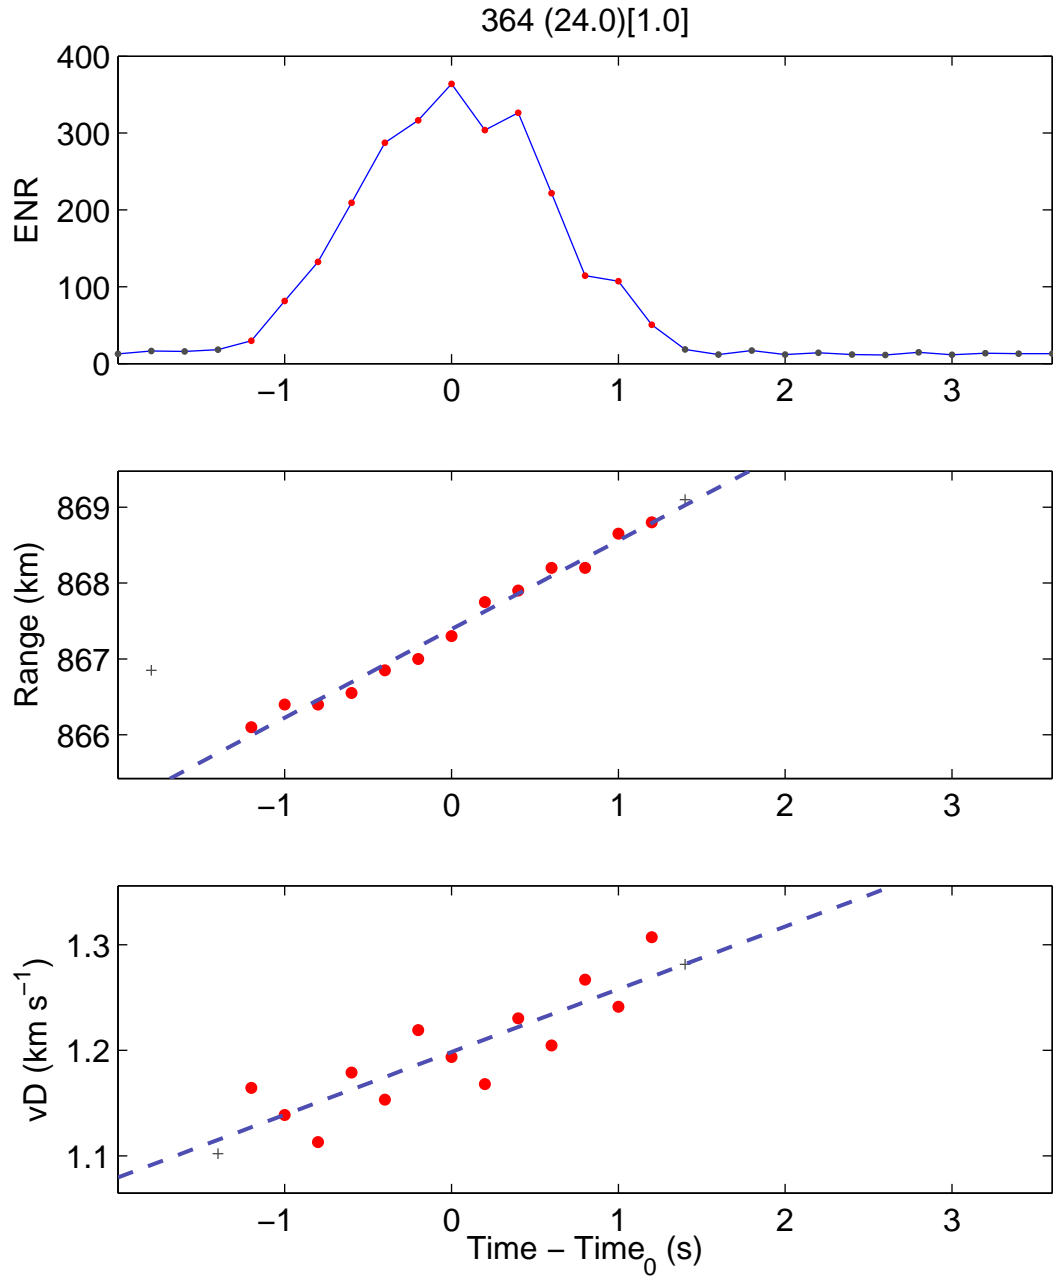 364 (24.0)[1.0]
400
300
200
100
0
ENR
−1 0 1 2 3
869
868
867
866
Range (km)
−1 0 1 2 3
1.3
1.2
1.1
vD (km s⁻¹)
−1 0 1 2 3
Time − Time₀ (s)